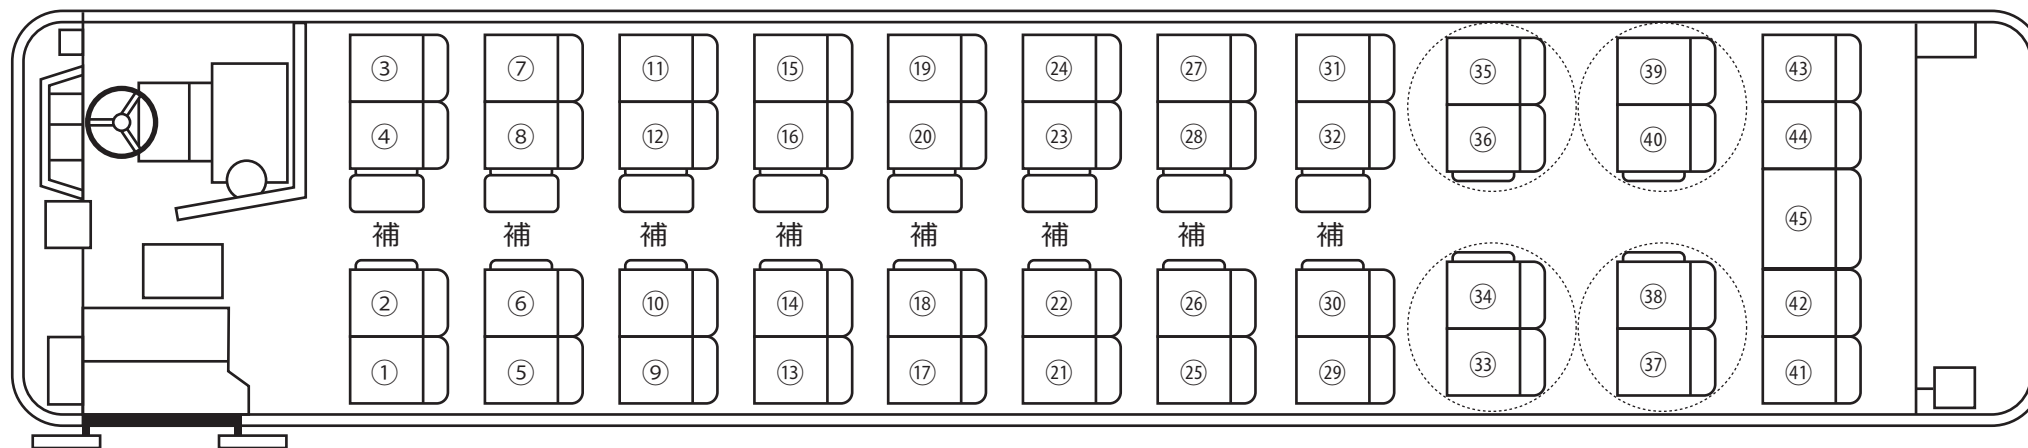 ③ ⑦ ⑪ ⑮ ⑲ ㉔ ㉗ ㉛ ㉟ ㊴ ㊸
④ ⑧ ⑫ ⑯ ⑳ ㉓ ㉘ ㉜ ㊱ ㊵ ㊹
補 補 補 補 補 補 補 補 ㊺
② ⑥ ⑩ ⑭ ⑱ ㉒ ㉖ ㉚ ㉞ ㊳ ㊷
① ⑤ ⑨ ⑬ ⑰ ㉑ ㉕ ㉙ ㉝ ㊲ ㊶